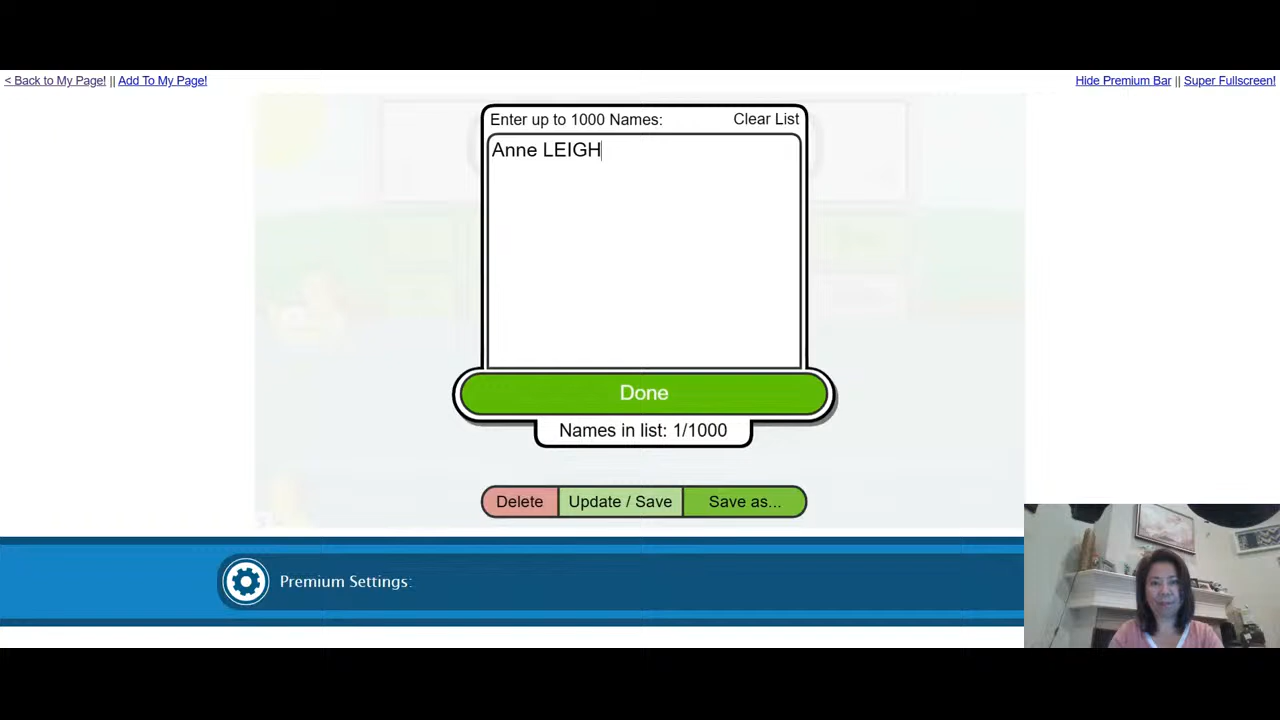 < Back to My Page! || Add To My Page!
Hide Premium Bar || Super Fullscreen!
Enter up to 1000 Names:
Clear List
Anne LEIGH
Done
Names in list: 1/1000
Delete
Update / Save
Save as...
Premium Settings: